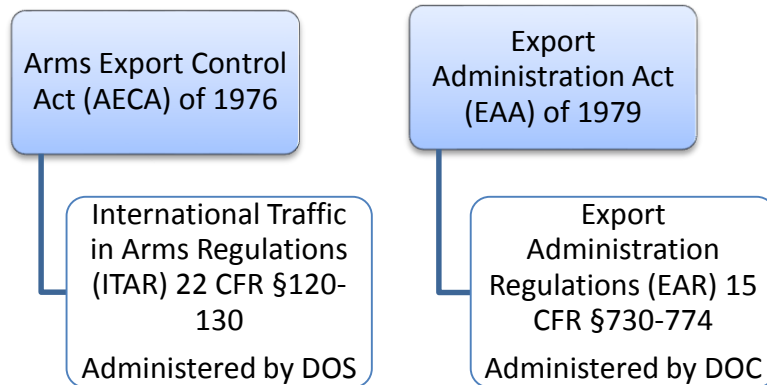 Arms Export Control
Act (AECA) of 1976
International Traffic
in Arms Regulations
(ITAR) 22 CFR §120-
130
Administered by DOS
Export
Administration Act
(EAA) of 1979
Export
Administration
Regulations (EAR) 15
CFR §730-774
Administered by DOC